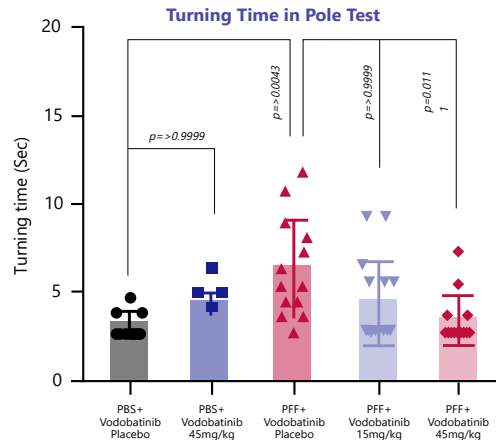 Turning Time in Pole Test
20
15
10
5
0
Turning time (Sec)
p=>0.0043
p=>0.9999
p=0.011
1
p=>0.9999
PBS+
Vodobatinib
Placebo
PBS+
Vodobatinib
45mg/kg
PFF+
Vodobatinib
Placebo
PFF+
Vodobatinib
15mg/kg
PFF+
Vodobatinib
45mg/kg